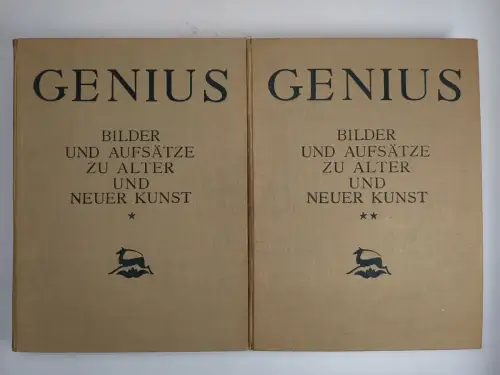 GENIUS
BILDER
UND AUFSÄTZE
ZU ALTER
UND
NEUER KUNST
*
GENIUS
BILDER
UND AUFSÄTZE
ZU ALTER
UND
NEUER KUNST
**